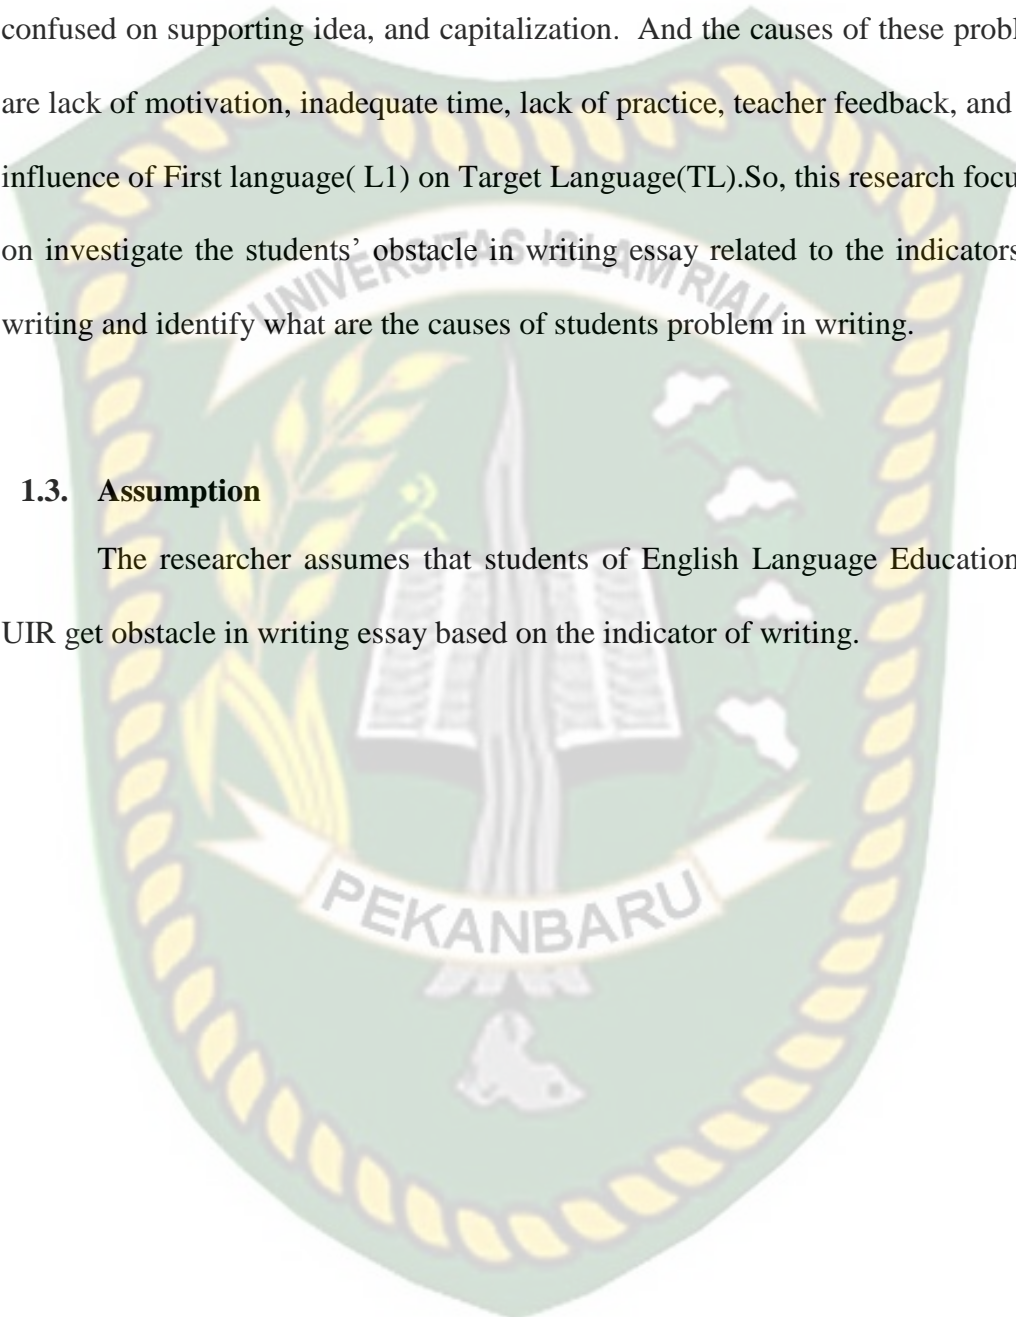 confused on supporting idea, and capitalization.  And the causes of these probl
are lack of motivation, inadequate time, lack of practice, teacher feedback, and
influence of First language( L1) on Target Language(TL).So, this research focu
on investigate the students’ obstacle in writing essay related to the indicators
writing and identify what are the causes of students problem in writing.
UNIVERSITAS ISLAM RIAU
1.3. Assumption
The researcher assumes that students of English Language Education
UIR get obstacle in writing essay based on the indicator of writing.
PEKANBARU